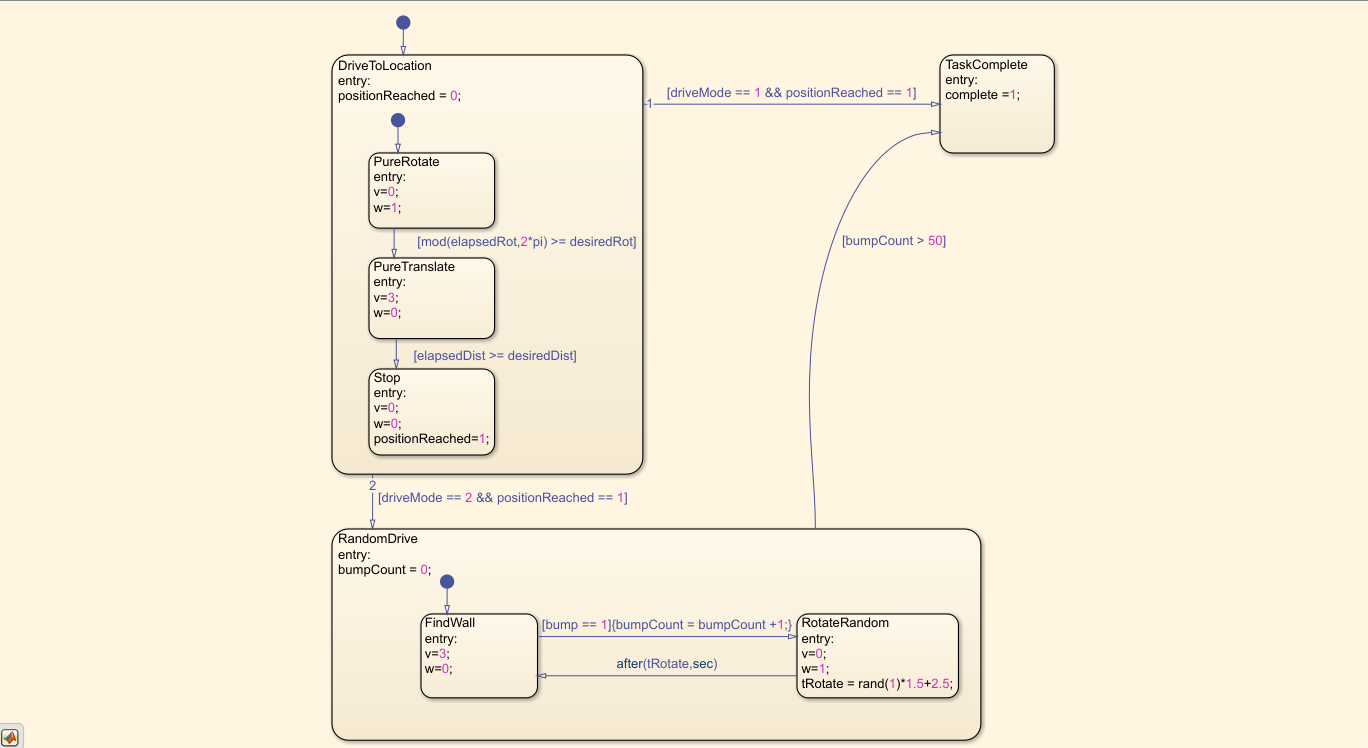 DriveToLocation
entry:
positionReached = 0;
PureRotate
entry:
v=0;
w=1;
[mod(elapsedRot,2*pi) >= desiredRot]
PureTranslate
entry:
v=3;
w=0;
[elapsedDist >= desiredDist]
Stop
entry:
v=0;
w=0;
positionReached=1;
1
[driveMode == 1 && positionReached == 1]
TaskComplete
entry:
complete =1;
[bumpCount > 50]
2
[driveMode == 2 && positionReached == 1]
RandomDrive
entry:
bumpCount = 0;
FindWall
entry:
v=3;
w=0;
[bump == 1]{bumpCount = bumpCount +1;}
after(tRotate,sec)
RotateRandom
entry:
v=0;
w=1;
tRotate = rand(1)*1.5+2.5;